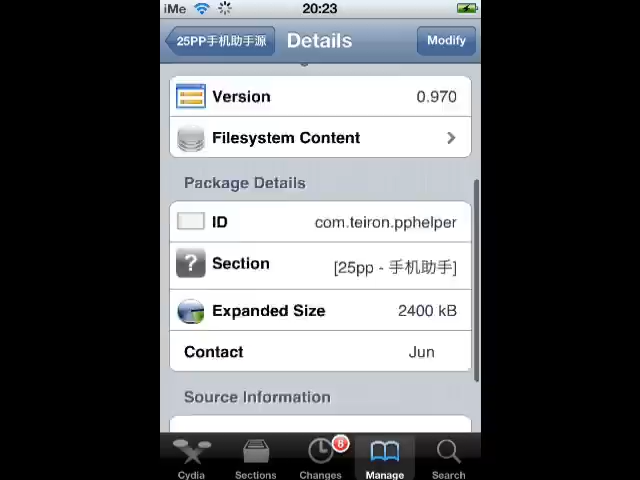 iMe 20:23
25PP手机助手源 Details Modify
Version 0.970
Filesystem Content
Package Details
ID com.teiron.pphelper
? Section [25pp - 手机助手]
Expanded Size 2400 kB
Contact Jun
Source Information
8
Cydia Sections Changes Manage Search